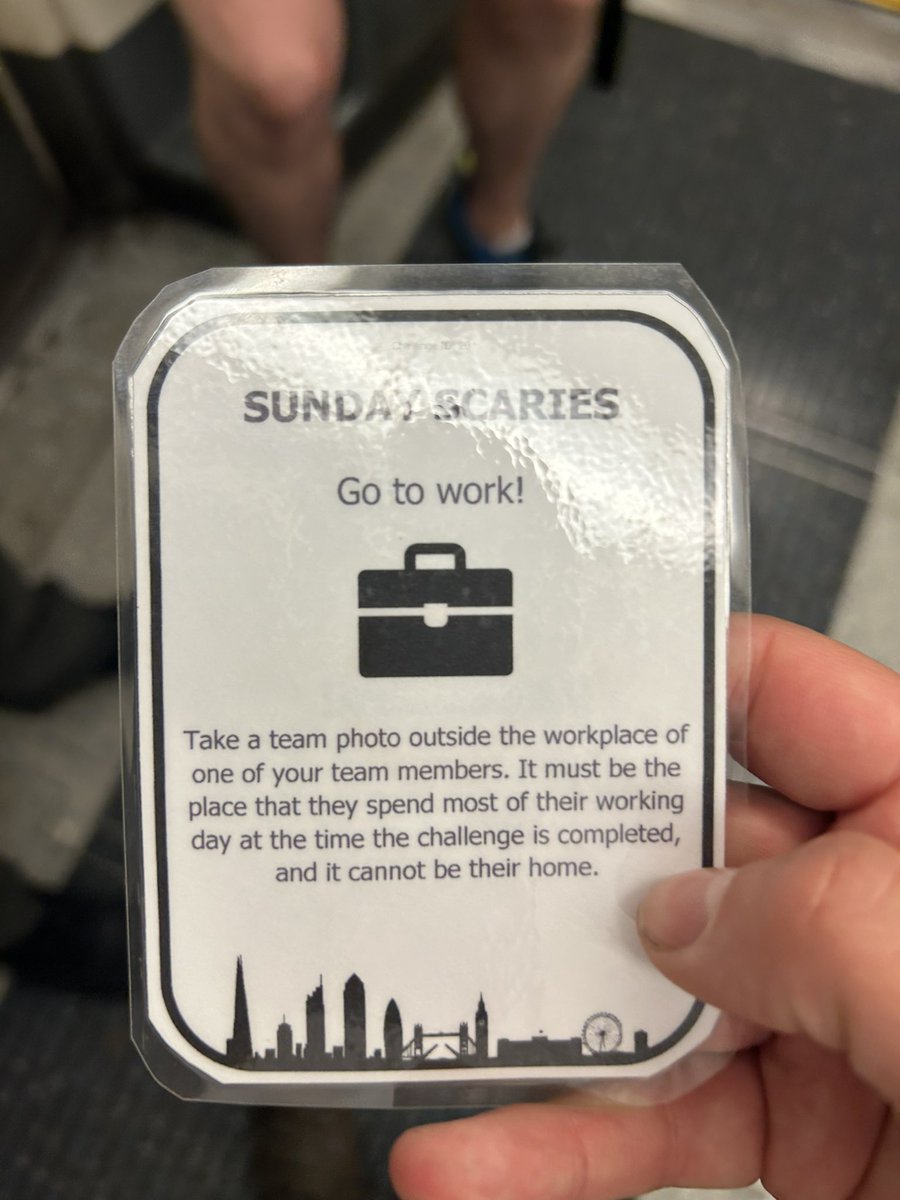 SUNDAY SCARIES
Go to work!
Take a team photo outside the workplace of
one of your team members. It must be the
place that they spend most of their working
day at the time the challenge is completed,
and it cannot be their home.